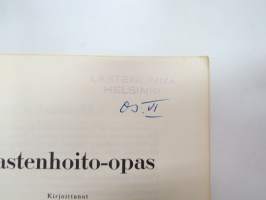 LASTENLINNA
HELSINKI
os. VI
astenhoito-opas
Kirjoittanut